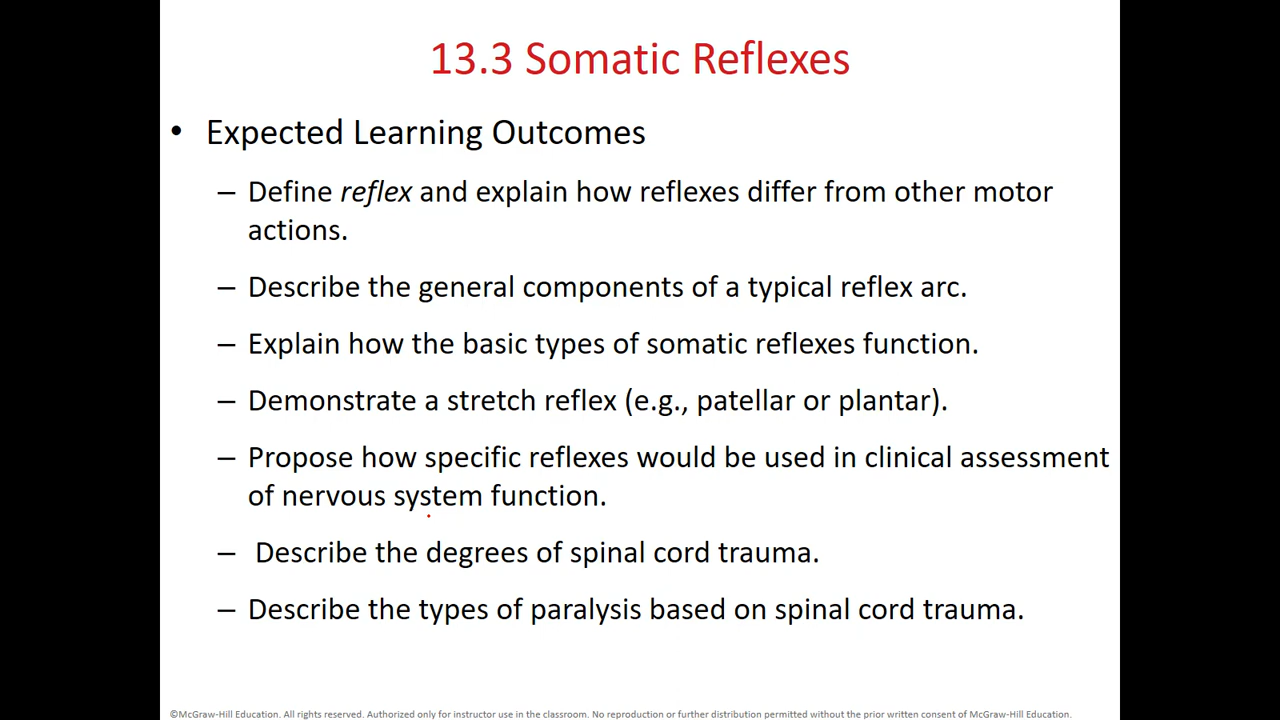 13.3 Somatic Reflexes
• Expected Learning Outcomes
– Define reflex and explain how reflexes differ from other motor
actions.
– Describe the general components of a typical reflex arc.
– Explain how the basic types of somatic reflexes function.
– Demonstrate a stretch reflex (e.g., patellar or plantar).
– Propose how specific reflexes would be used in clinical assessment
of nervous system function.
– Describe the degrees of spinal cord trauma.
– Describe the types of paralysis based on spinal cord trauma.
©McGraw-Hill Education. All rights reserved. Authorized only for instructor use in the classroom. No reproduction or further distribution permitted without the prior written consent of McGraw-Hill Education.